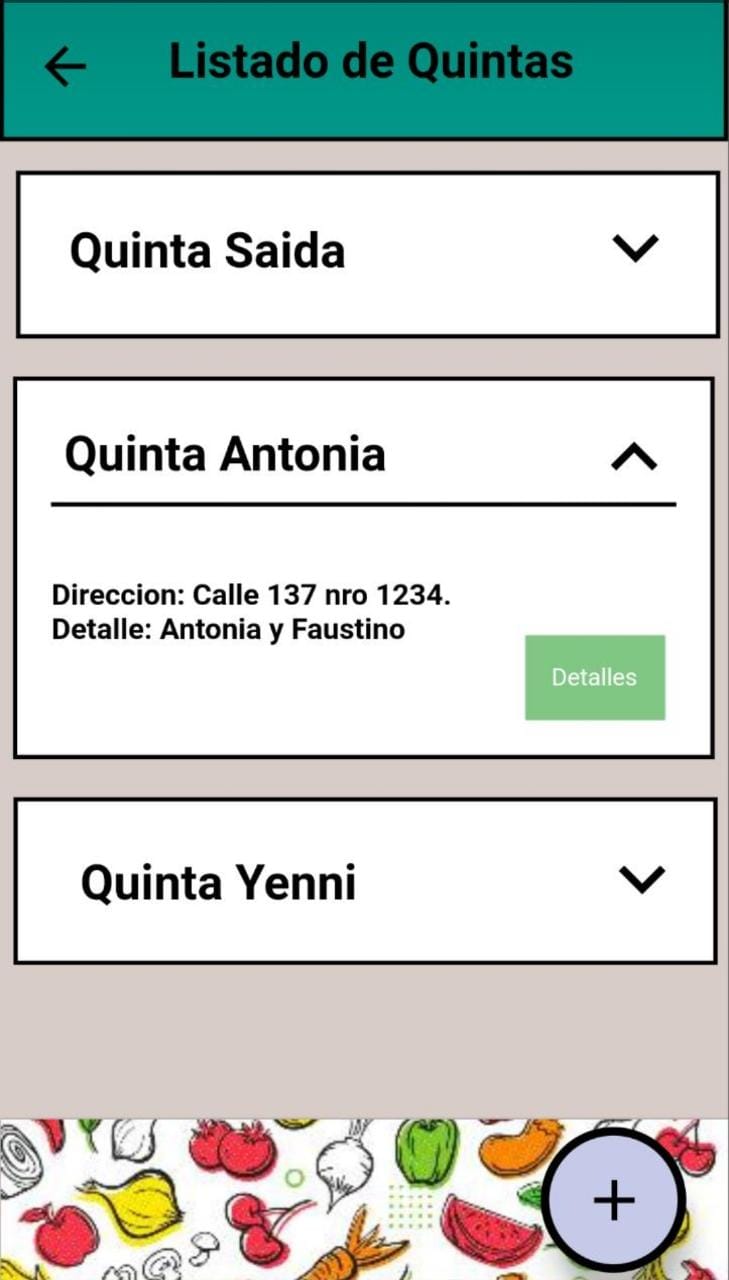 Listado de Quintas
Quinta Saida
Quinta Antonia
Direccion: Calle 137 nro 1234.
Detalle: Antonia y Faustino
Detalles
Quinta Yenni